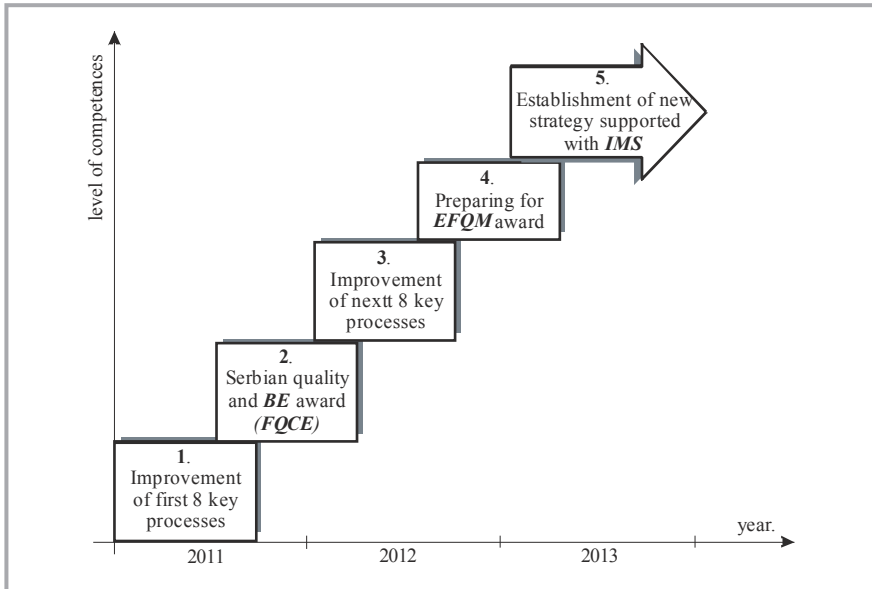 level of competences
5.
Establishment of new
strategy supported
with IMS
4.
Preparing for
EFQM award
3.
Improvement
of nextt 8 key
processes
2.
Serbian quality
and BE award
(FQCE)
1.
Improvement
of first 8 key
processes
year.
2011
2012
2013